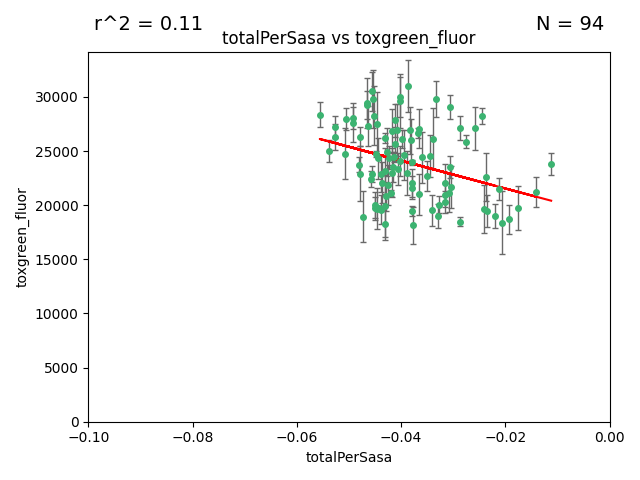 r^2 = 0.11
N = 94
totalPerSasa vs toxgreen_fluor
toxgreen_fluor
30000
25000
20000
15000
10000
5000
0
−0.10
−0.08
−0.06
−0.04
−0.02
0.00
totalPerSasa